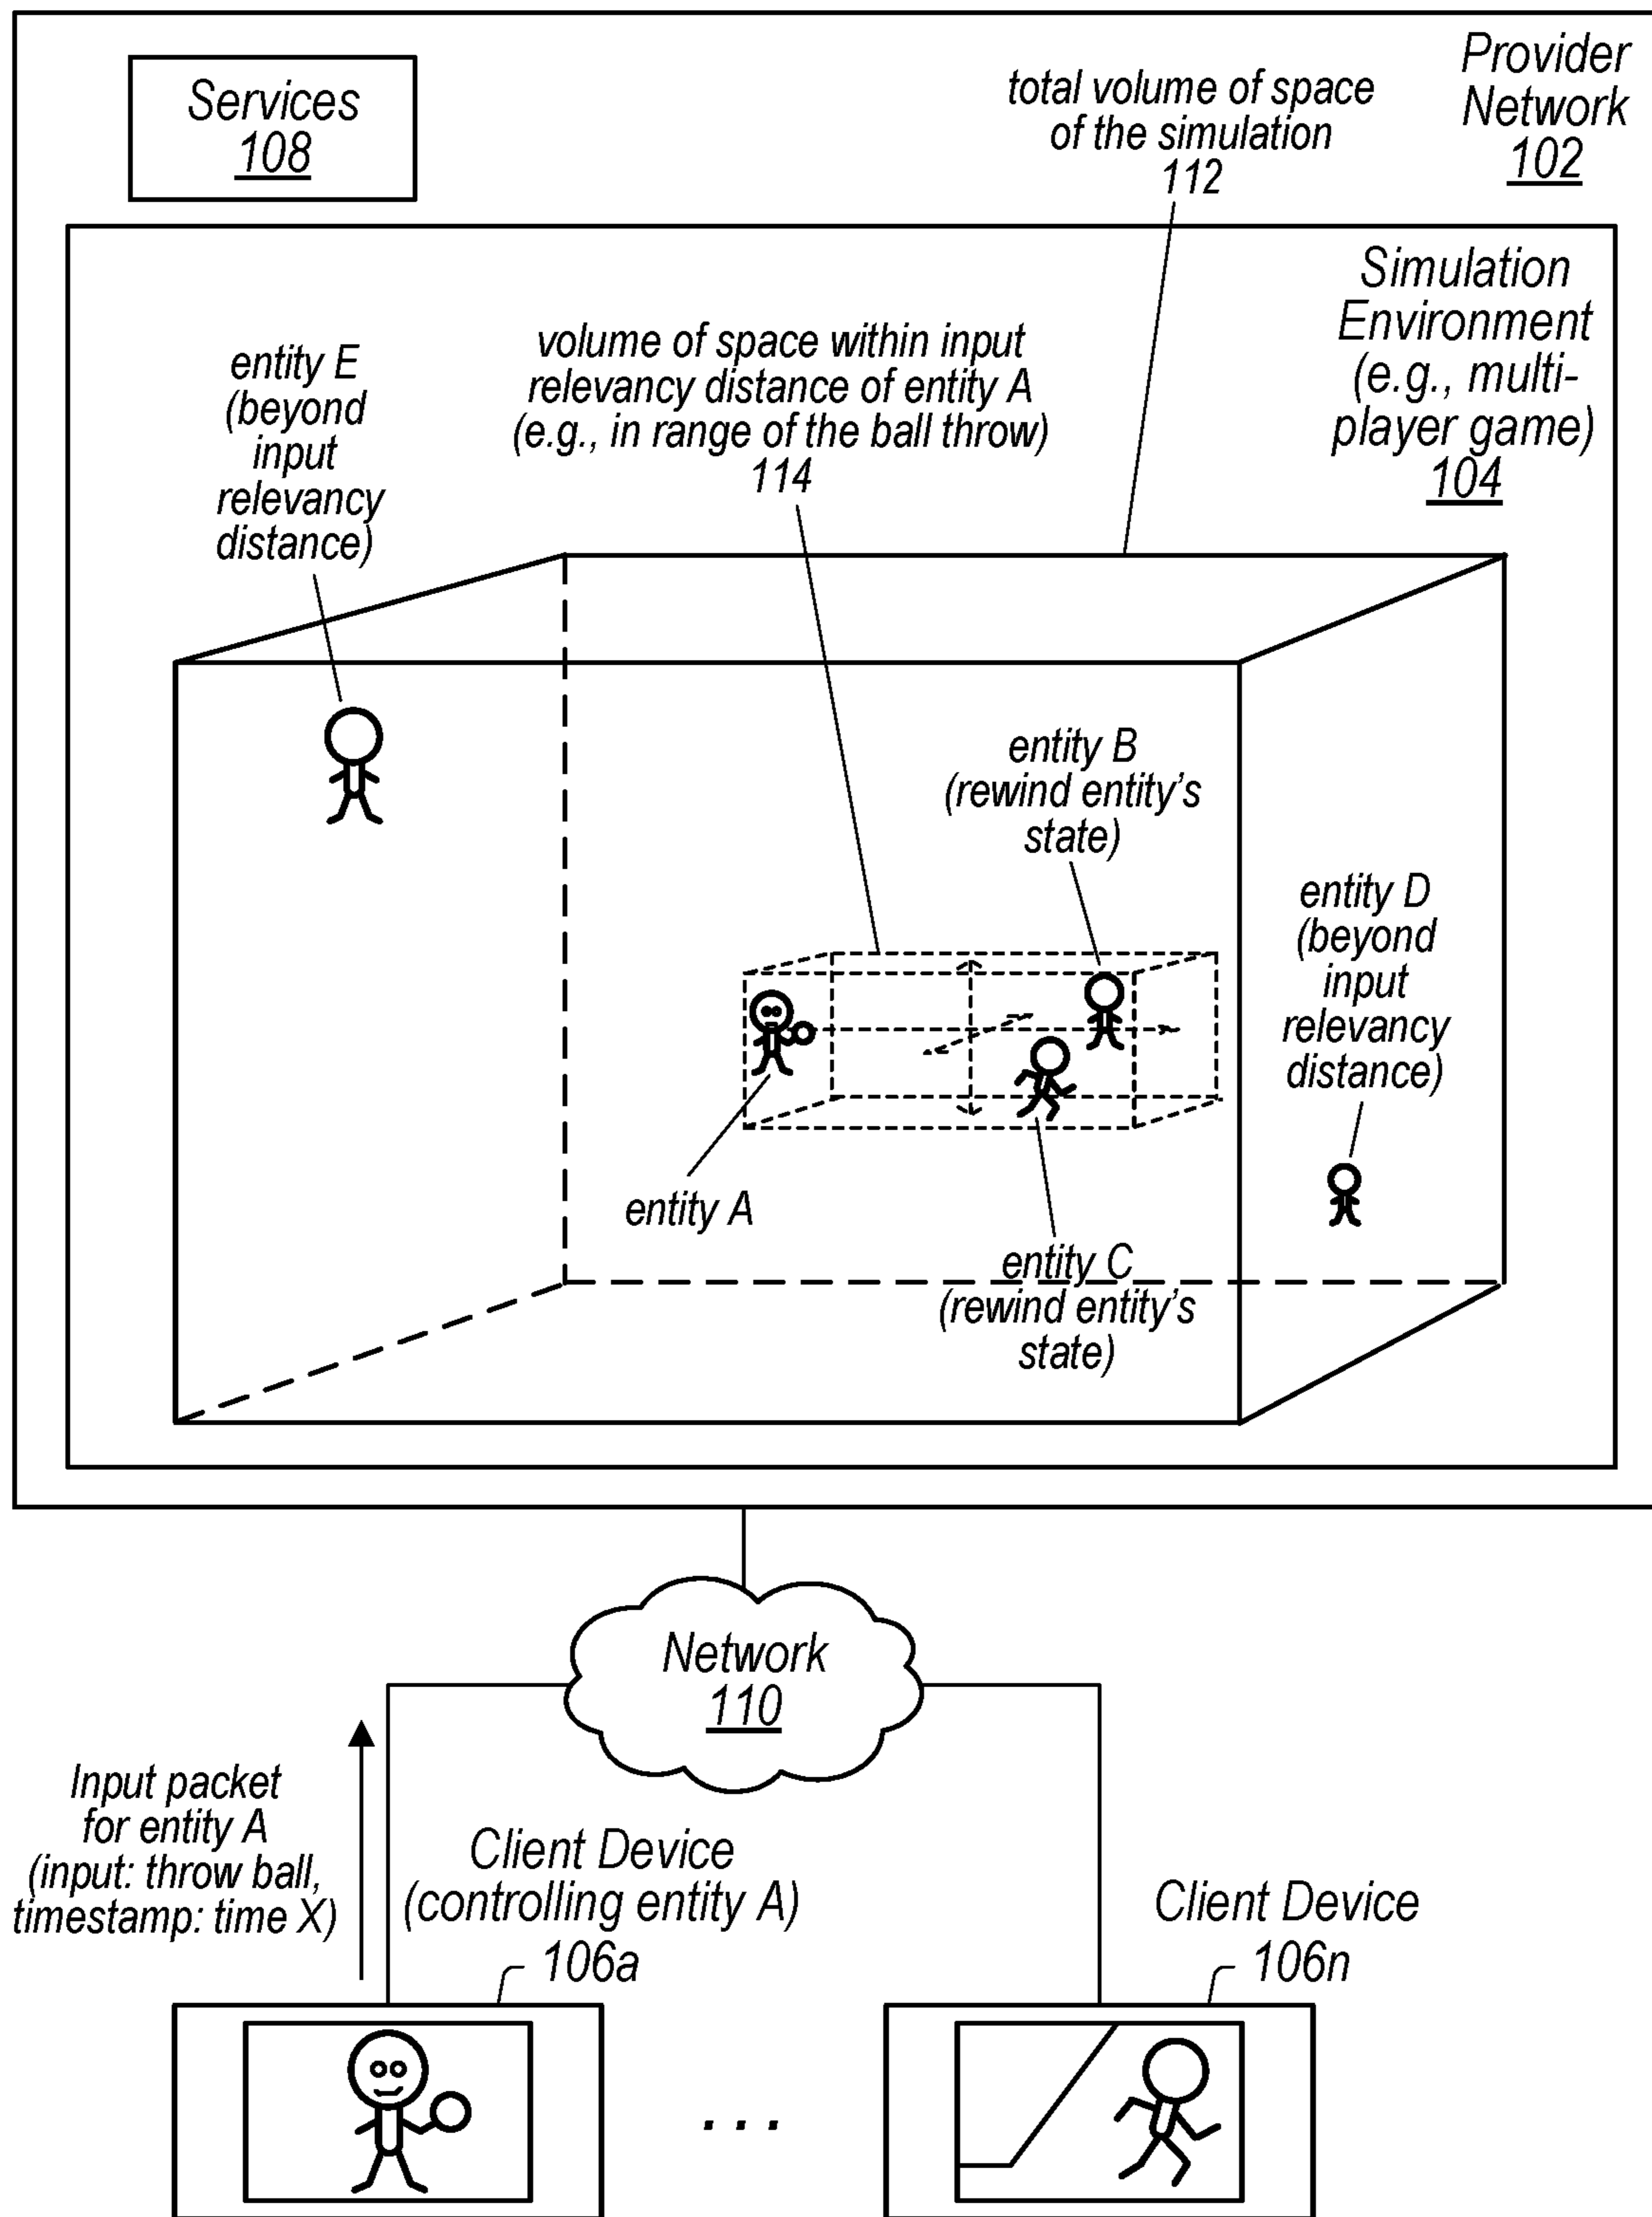 Services
108
total volume of space
of the simulation
112
Provider
Network
102
Simulation
Environment
(e.g., multi-
player game)
104
entity E
(beyond
input
relevancy
distance)
volume of space within input
relevancy distance of entity A
(e.g., in range of the ball throw)
114
entity B
(rewind entity's
state)
entity D
(beyond
input
relevancy
distance)
entity A
entity C
(rewind entity's
state)
Network
110
Input packet
for entity A
(input: throw ball,
timestamp: time X)
Client Device
(controlling entity A)
106a
Client Device
106n
. . .